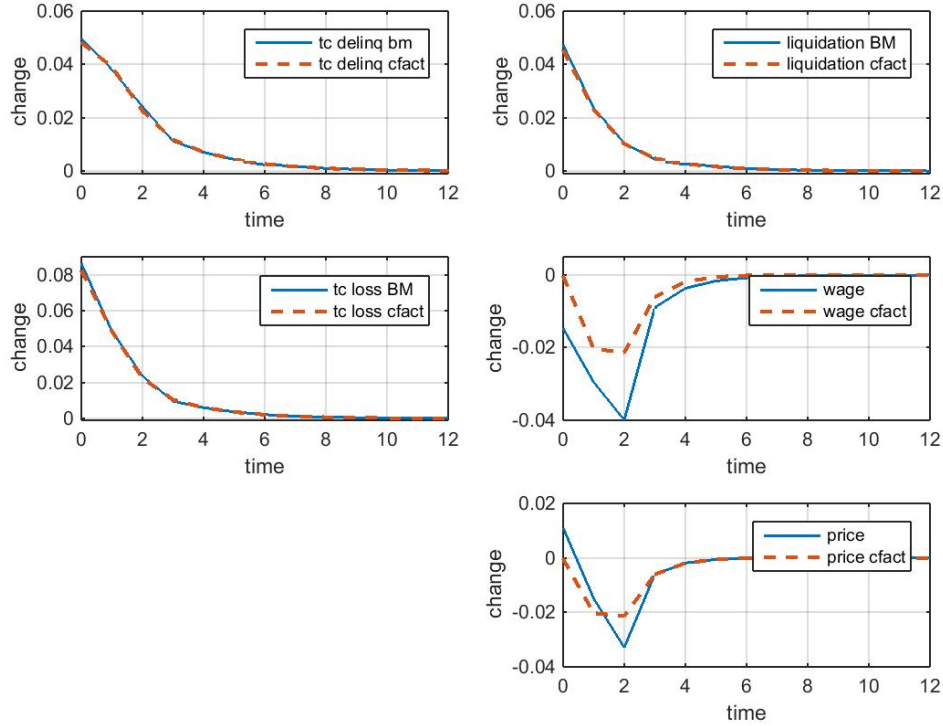 0.06
0.04
0.02
0
change
tc delinq bm
tc delinq cfact
0 2 4 6 8 10 12
time
0.06
0.04
0.02
0
change
liquidation BM
liquidation cfact
0 2 4 6 8 10 12
time
0.08
0.06
0.04
0.02
0
change
tc loss BM
tc loss cfact
0 2 4 6 8 10 12
time
0
-0.02
-0.04
change
wage
wage cfact
0 2 4 6 8 10 12
time
0.02
0
-0.02
-0.04
change
price
price cfact
0 2 4 6 8 10 12
time